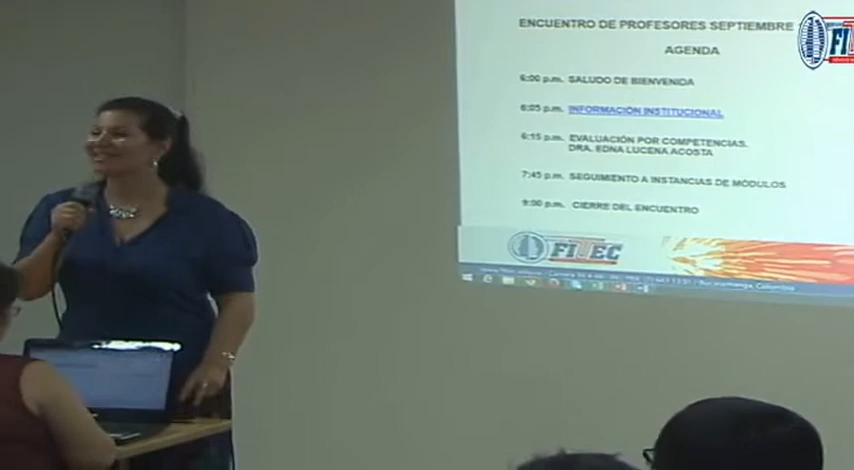 ENCUENTRO DE PROFESORES SEPTIEMBRE
AGENDA
6:00 p.m. SALUDO DE BIENVENIDA
6:05 p.m. INFORMACIÓN INSTITUCIONAL
6:15 p.m. EVALUACIÓN POR COMPETENCIAS.
DRA. EDNA LUCENA ACOSTA
7:45 p.m. SEGUIMIENTO A INSTANCIAS DE MÓDULOS
9:00 p.m. CIERRE DEL ENCUENTRO
FITEC
Bucaramanga, Colombia
FI